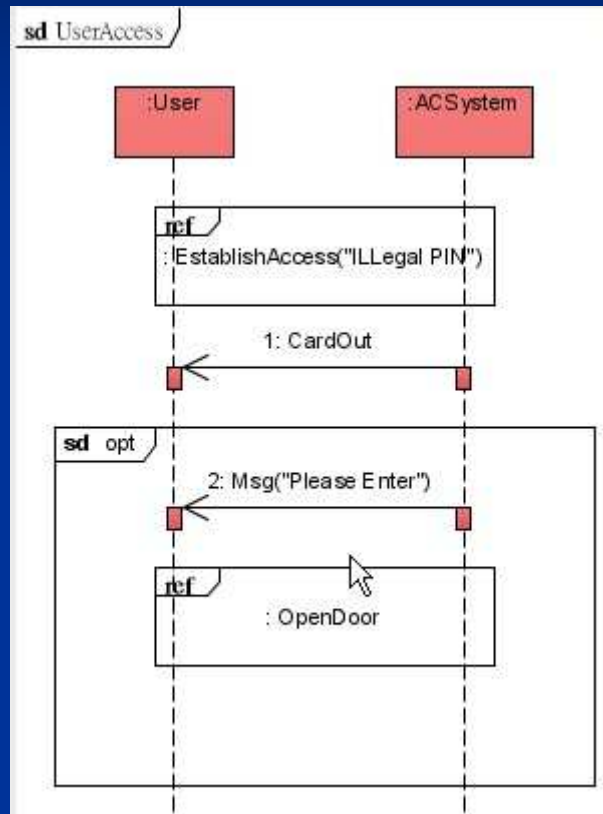 sd UserAccess
:User
:ACSystem
ref
: EstablishAccess("ILLegal PIN")
1: CardOut
sd opt
2: Msg("Please Enter")
ref
: OpenDoor